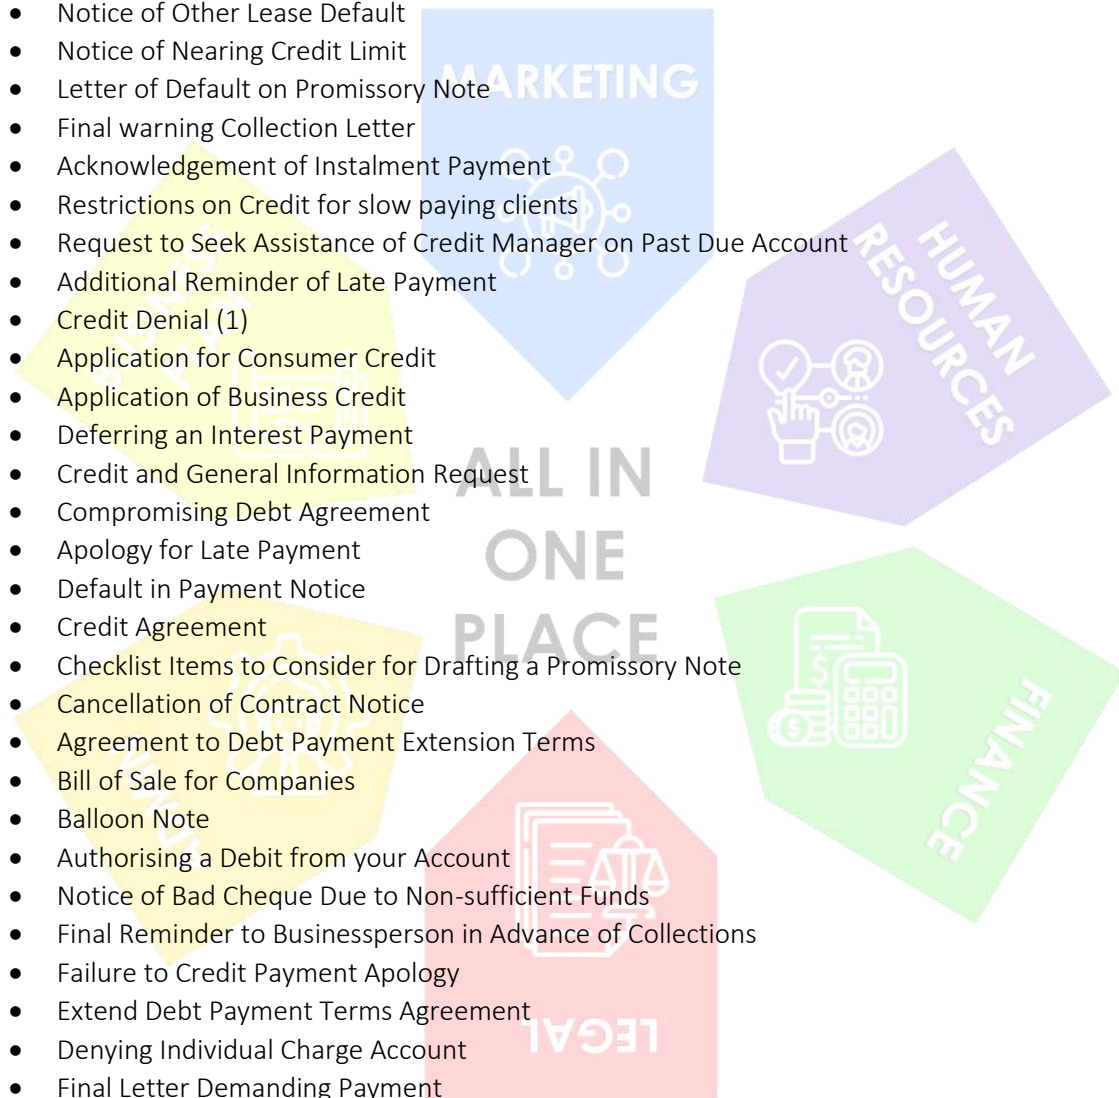 • Notice of Other Lease Default
• Notice of Nearing Credit Limit
• Letter of Default on Promissory Note
• Final warning Collection Letter
• Acknowledgement of Instalment Payment
• Restrictions on Credit for slow paying clients
• Request to Seek Assistance of Credit Manager on Past Due Account
• Additional Reminder of Late Payment
• Credit Denial (1)
• Application for Consumer Credit
• Application of Business Credit
• Deferring an Interest Payment
• Credit and General Information Request
• Compromising Debt Agreement
• Apology for Late Payment
• Default in Payment Notice
• Credit Agreement
• Checklist Items to Consider for Drafting a Promissory Note
• Cancellation of Contract Notice
• Agreement to Debt Payment Extension Terms
• Bill of Sale for Companies
• Balloon Note
• Authorising a Debit from your Account
• Notice of Bad Cheque Due to Non-sufficient Funds
• Final Reminder to Businessperson in Advance of Collections
• Failure to Credit Payment Apology
• Extend Debt Payment Terms Agreement
• Denying Individual Charge Account
• Final Letter Demanding Payment
MARKETING
HUMAN
RESOURCES
ALL IN
ONE
PLACE
FINANCE
LEGAL